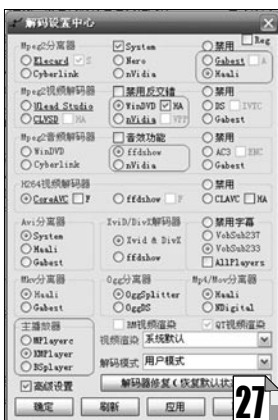 解码设置中心
Mpeg2分离器 System 禁用 Reg
Elecard S Nero Gabest A
Cyberlink nVidia Haali
Mpeg2视频解码器 禁用反交错 禁用
Ulead Studio WinDVD HA DS IVTC
CLVSD HA nVidia VPP Gabest
Mpeg2音频解码器 音效功能 禁用
WinDVD ffdshow AC3 ENC
Cyberlink nVidia Gabest
H264视频解码器 禁用
CoreAVC F ffdshow F CLAVC HA
Avi分离器 XviD/DivX解码器 禁用字幕
System Xvid & DivX VobSub237
Haali ffdshow VobSub233
Gabest AllPlayers
Mkv分离器 Ogg分离器 Mp4/Mov分离器
Haali OggSplitter Haali
Gabest OggDS NDigital
主播放器 RM视频渲染 QT视频渲染
MPlayerc 视频渲染 系统默认
KMPlayer 解码模式 用户模式
BSplayer
高级设置 解码器修复(恢复默认状
确定 刷新 应用
27